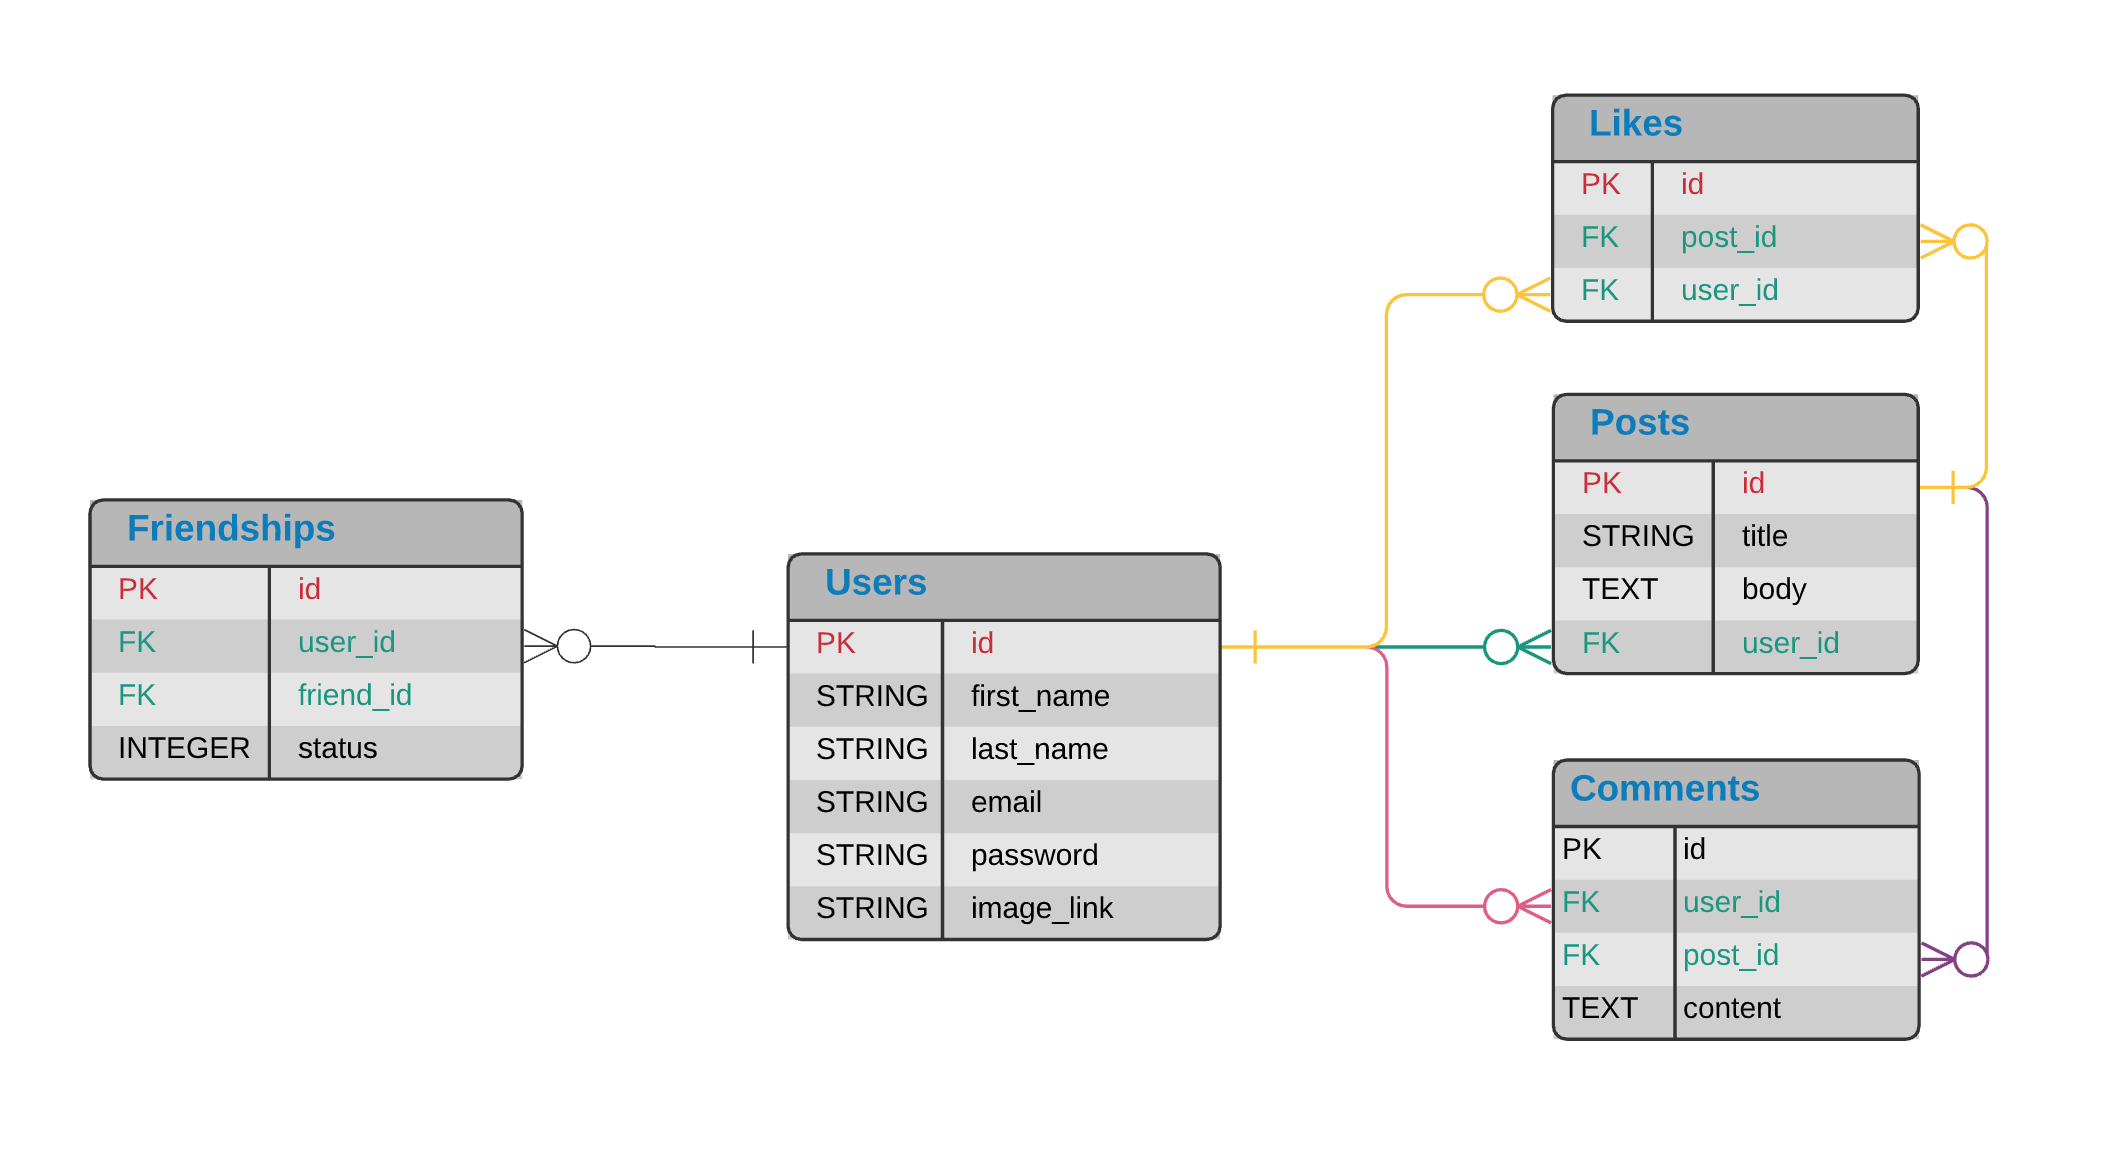 Likes
PK id
FK post_id
FK user_id
Posts
PK id
STRING title
TEXT body
FK user_id
Friendships
PK id
FK user_id
FK friend_id
INTEGER status
Users
PK id
STRING first_name
STRING last_name
STRING email
STRING password
STRING image_link
Comments
PK id
FK user_id
FK post_id
TEXT content